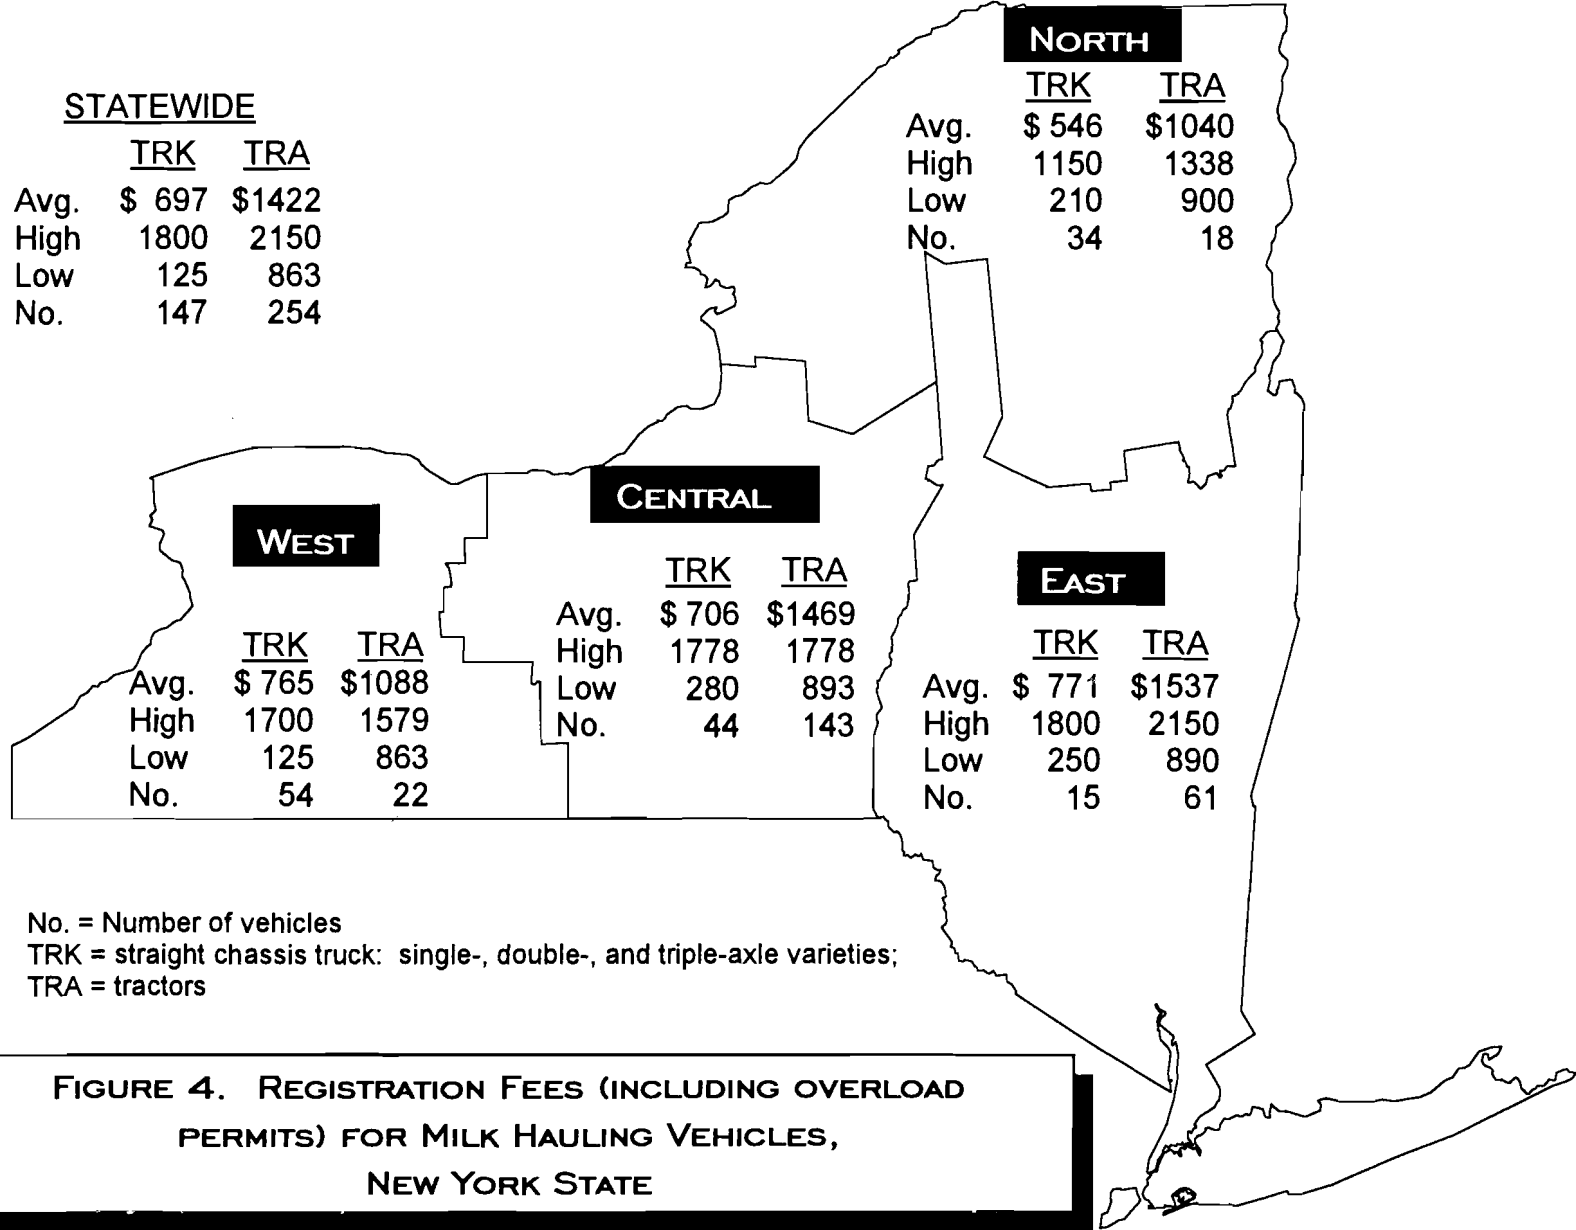 STATEWIDE
TRK TRA
Avg. $ 697 $1422
High 1800 2150
Low 125 863
No. 147 254
NORTH
TRK TRA
Avg. $ 546 $1040
High 1150 1338
Low 210 900
No. 34 18
WEST
TRK TRA
Avg. $ 765 $1088
High 1700 1579
Low 125 863
No. 54 22
CENTRAL
TRK TRA
Avg. $ 706 $1469
High 1778 1778
Low 280 893
No. 44 143
EAST
TRK TRA
Avg. $ 771 $1537
High 1800 2150
Low 250 890
No. 15 61
No. = Number of vehicles
TRK = straight chassis truck: single-, double-, and triple-axle varieties;
TRA = tractors
FIGURE 4. REGISTRATION FEES (INCLUDING OVERLOAD
PERMITS) FOR MILK HAULING VEHICLES,
NEW YORK STATE